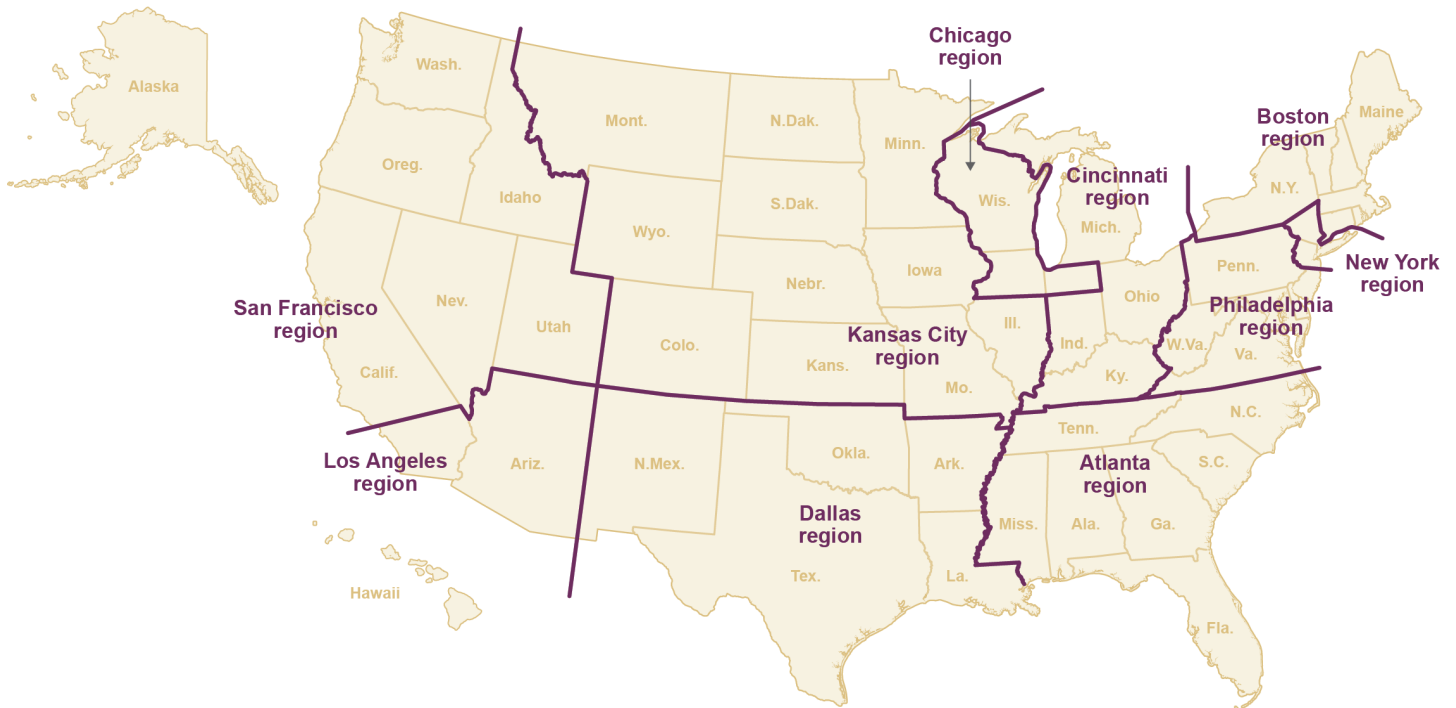 Chicago
region
Wash.
Alaska
Mont.
N.Dak.
Minn.
Boston
region
Maine
Oreg.
Idaho
S.Dak.
Wis.
Cincinnati
region
Mich.
N.Y.
Wyo.
Iowa
Nebr.
Penn.
New York
region
San Francisco
region
Nev.
Utah
Colo.
Kansas City
region
Ill.
Ind.
Ohio
Philadelphia
region
W.Va.
Va.
Calif.
Kans.
Mo.
Ky.
N.C.
Tenn.
Los Angeles
region
Ariz.
N.Mex.
Okla.
Ark.
Atlanta
region
S.C.
Dallas
region
Miss.
Ala.
Ga.
Tex.
La.
Hawaii
Fla.